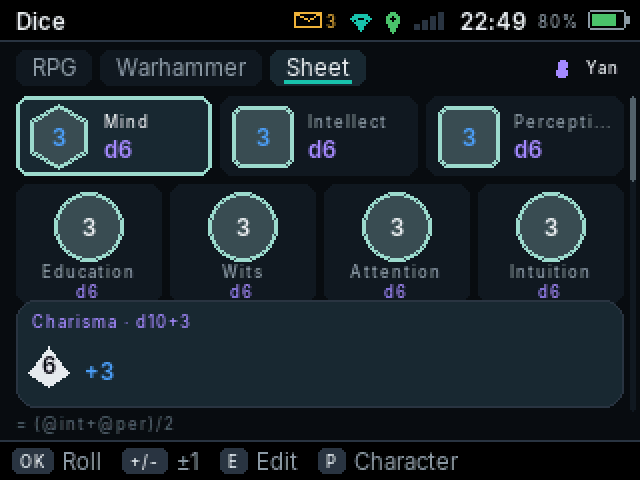 Dice 3 22:49 80%
RPG Warhammer Sheet Yan
3 Mind d6 3 Intellect d6 3 Percepti... d6
3 3 3 3
Education Wits Attention Intuition
d6 d6 d6 d6
Charisma · d10+3
6 +3
= (@int+@per)/2
OK Roll +/- ±1 E Edit P Character